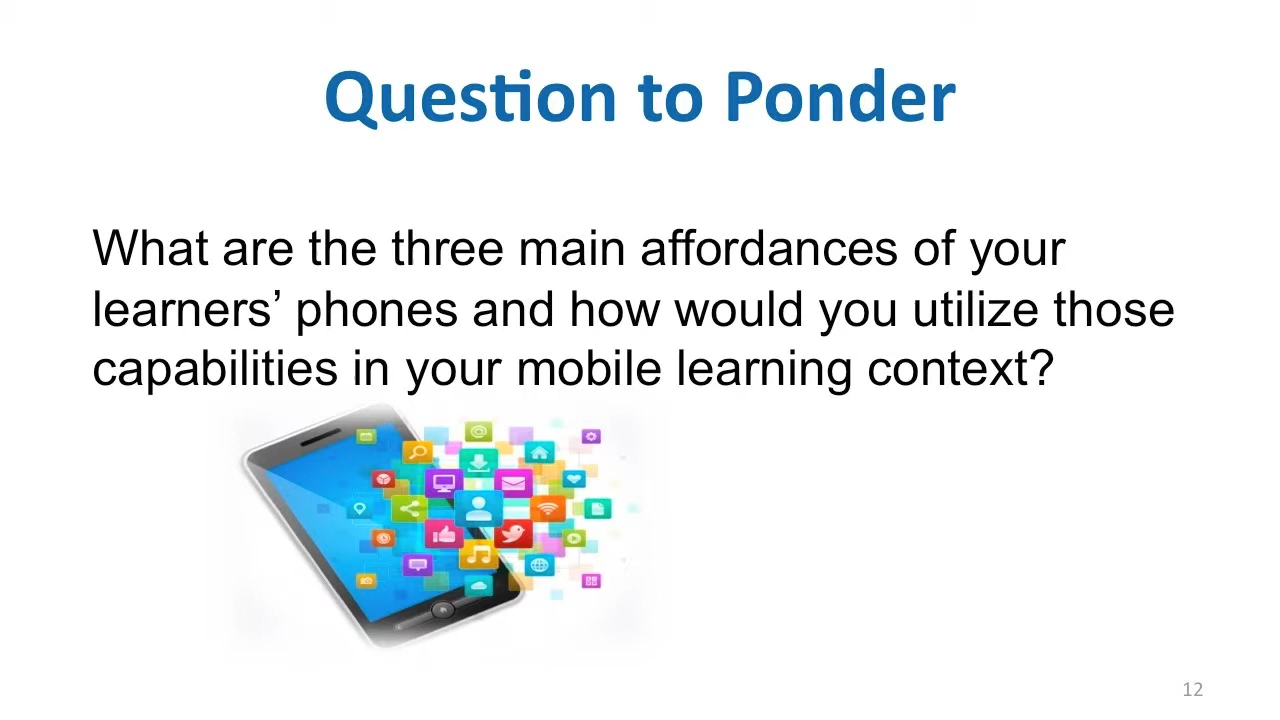 Question to Ponder
What are the three main affordances of your
learners’ phones and how would you utilize those
capabilities in your mobile learning context?
12